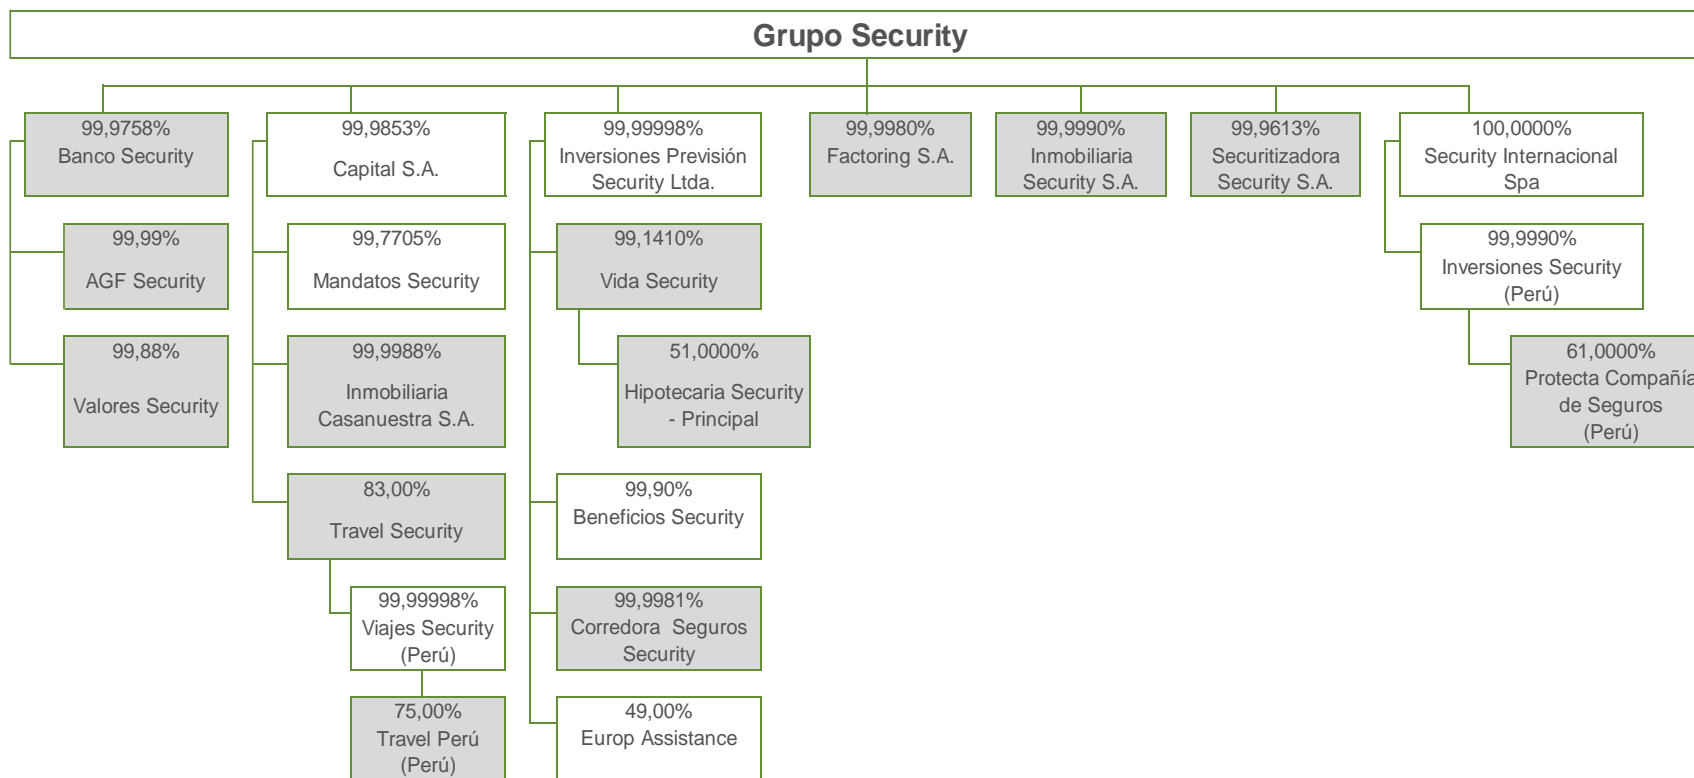 Grupo Security
99,9758%
Banco Security
99,9853%
Capital S.A.
99,99998%
Inversiones Previsión
Security Ltda.
99,9980%
Factoring S.A.
99,9990%
Inmobiliaria
Security S.A.
99,9613%
Securitizadora
Security S.A.
100,0000%
Security Internacional
Spa
99,99%
AGF Security
99,7705%
Mandatos Security
99,1410%
Vida Security
99,9990%
Inversiones Security
(Perú)
99,88%
Valores Security
99,9988%
Inmobiliaria
Casanuestra S.A.
51,0000%
Hipotecaria Security
- Principal
61,0000%
Protecta Compañía
de Seguros
(Perú)
83,00%
Travel Security
99,90%
Beneficios Security
99,99998%
Viajes Security
(Perú)
99,9981%
Corredora Seguros
Security
75,00%
Travel Perú
(Perú)
49,00%
Europ Assistance